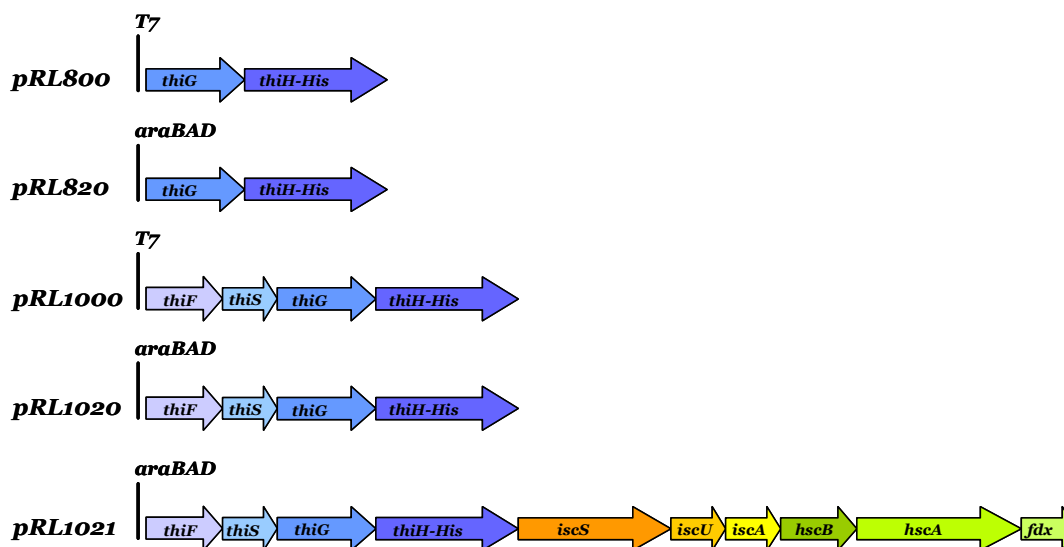 T7
pRL800 thiG thiH-His
araBAD
pRL820 thiG thiH-His
T7
pRL1000 thiF thiS thiG thiH-His
araBAD
pRL1020 thiF thiS thiG thiH-His
araBAD
pRL1021 thiF thiS thiG thiH-His iscS iscU iscA hscB hscA fdx